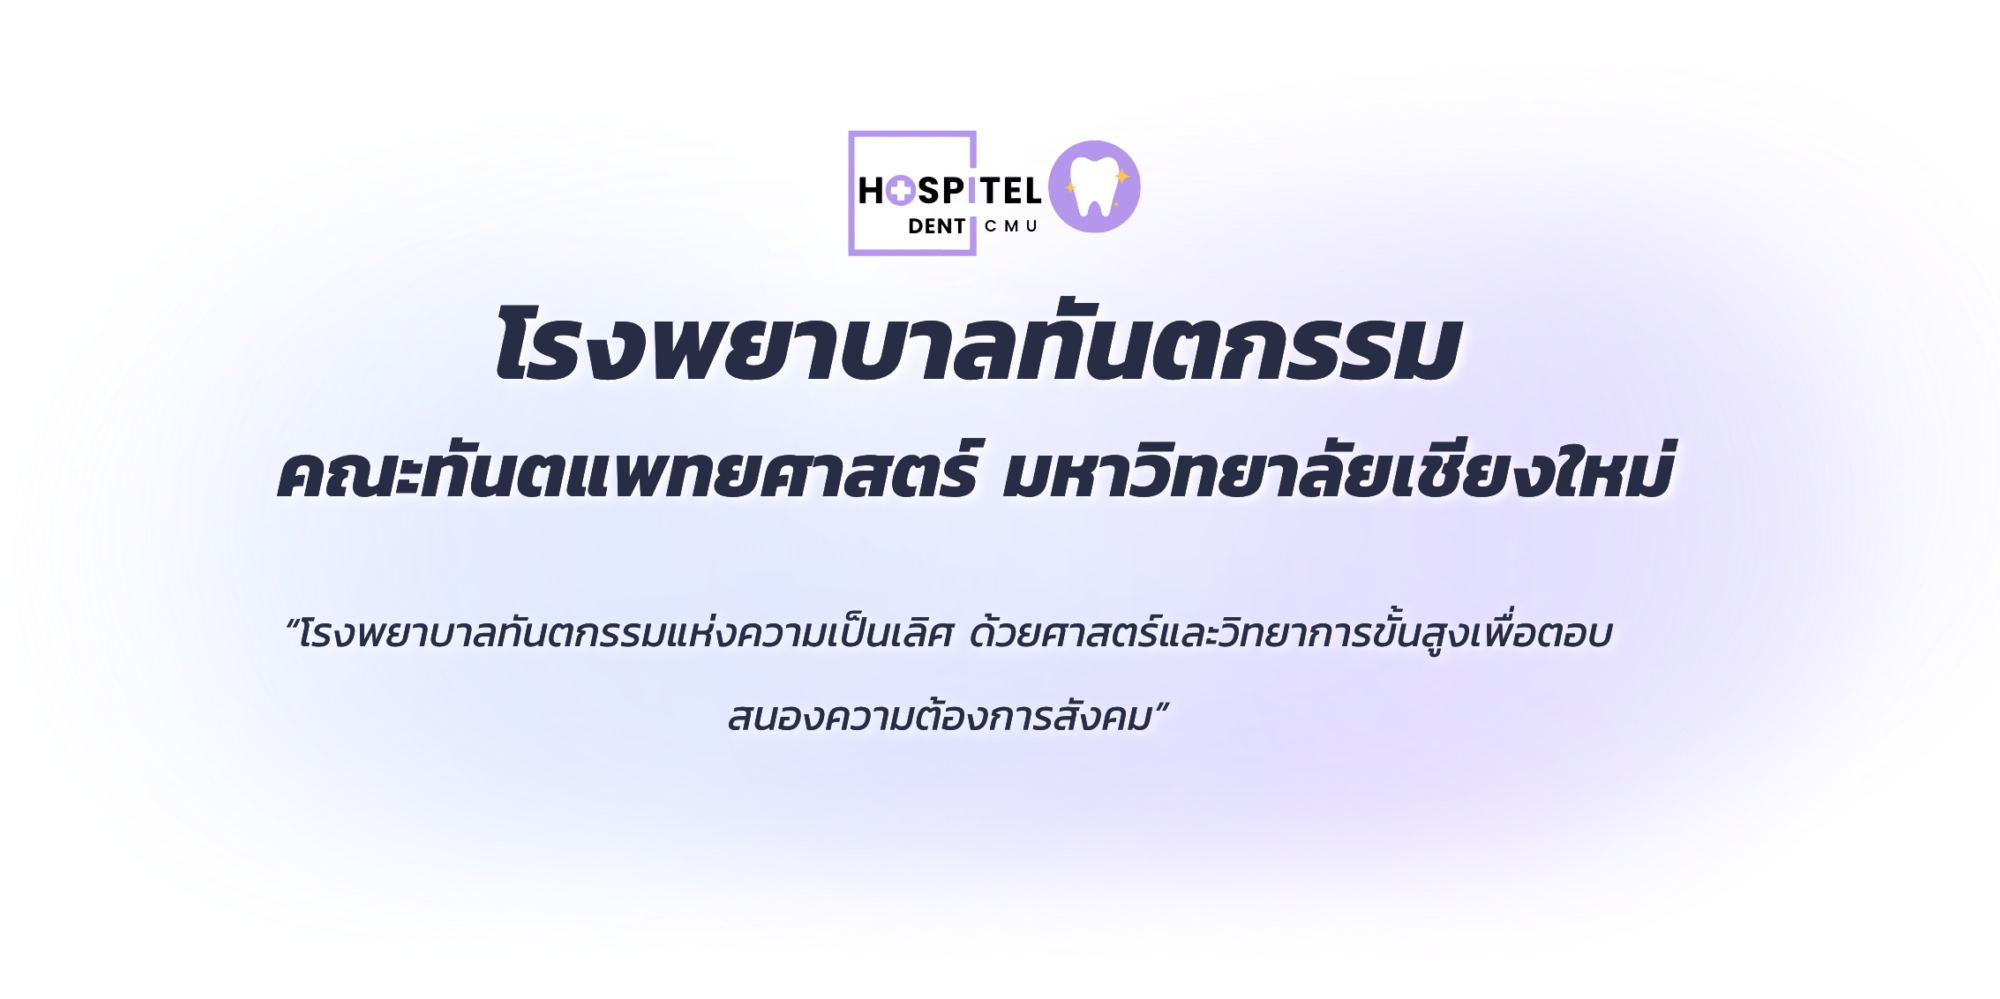 HOSPITEL
DENT CMU
โรงพยาบาลทันตกรรม
คณะทันตแพทยศาสตร์ มหาวิทยาลัยเชียงใหม่
“โรงพยาบาลทันตกรรมแห่งความเป็นเลิศ ด้วยศาสตร์และวิทยาการขั้นสูงเพื่อตอบ
สนองความต้องการสังคม”